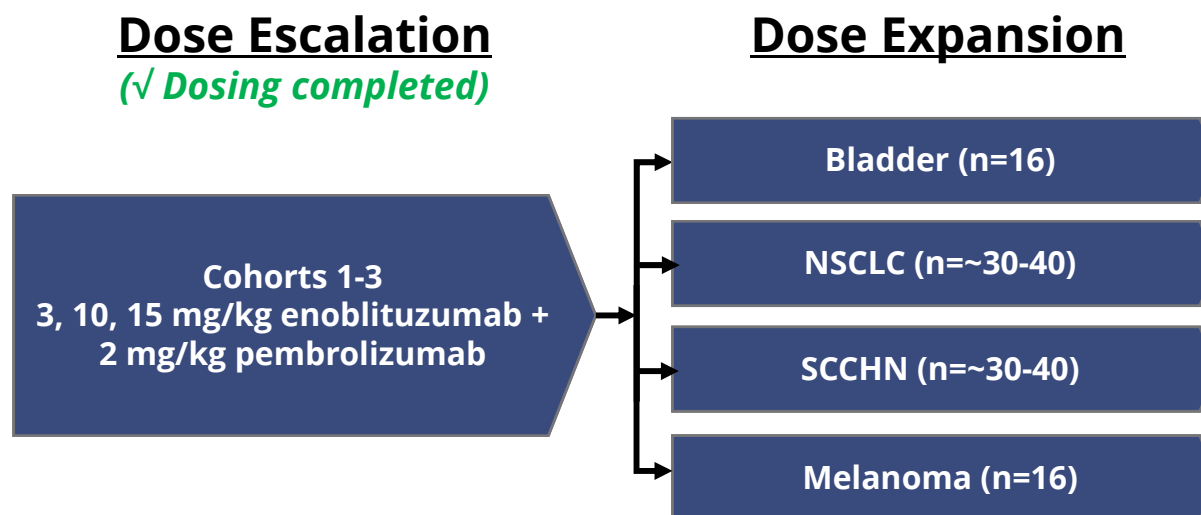 Dose Escalation
(√ Dosing completed)
Cohorts 1-3
3, 10, 15 mg/kg enoblituzumab +
2 mg/kg pembrolizumab
Dose Expansion
Bladder (n=16)
NSCLC (n=~30-40)
SCCHN (n=~30-40)
Melanoma (n=16)